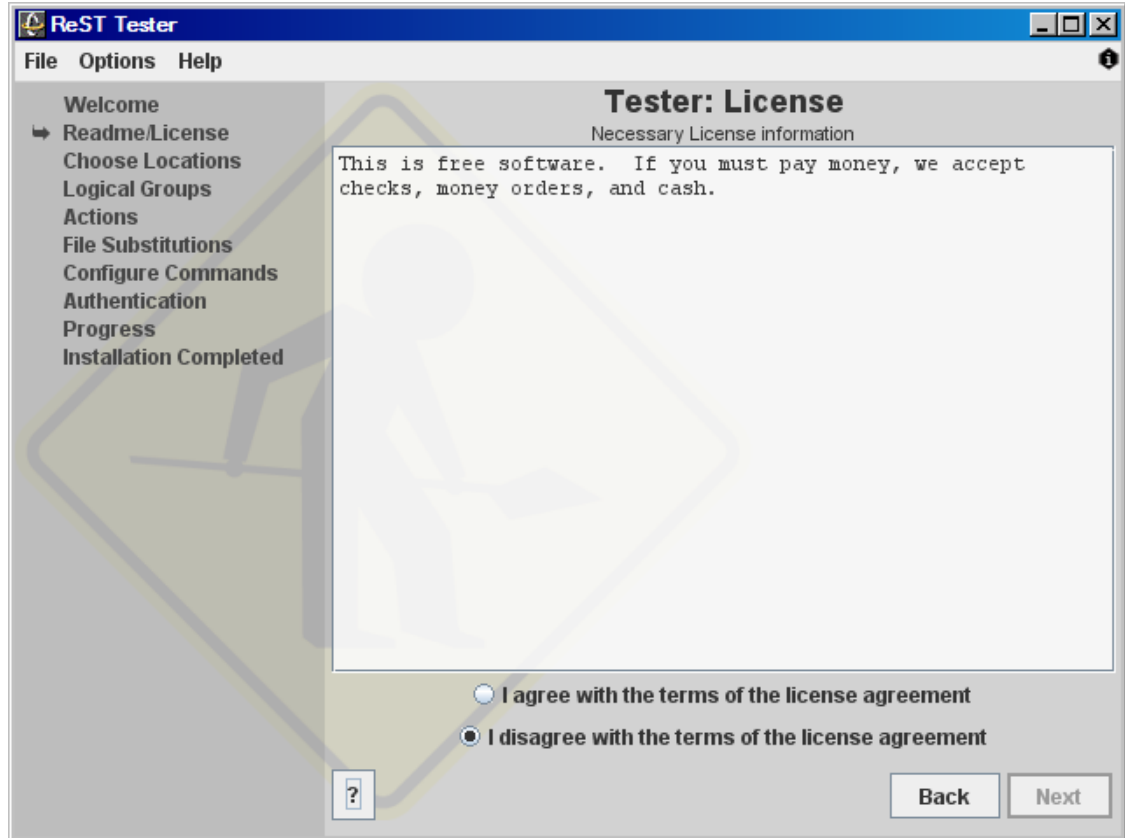 ReST Tester
File Options Help
Welcome
Readme/License
Choose Locations
Logical Groups
Actions
File Substitutions
Configure Commands
Authentication
Progress
Installation Completed
Tester: License
Necessary License information
This is free software.  If you must pay money, we accept
checks, money orders, and cash.
I agree with the terms of the license agreement
I disagree with the terms of the license agreement
?
Back Next